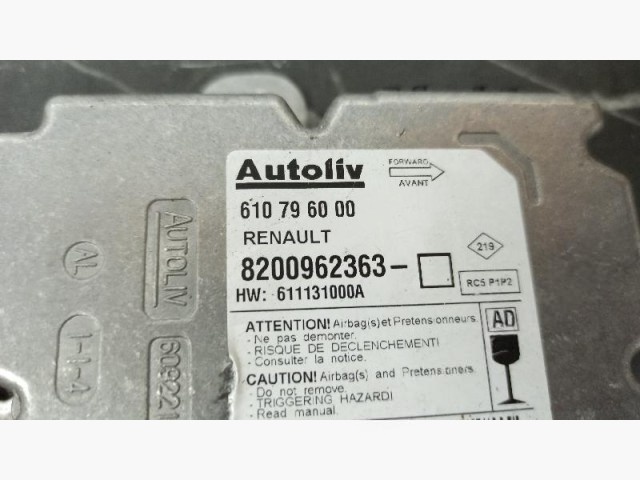 Autoliv
FORWARD
AVANT
610 79 60 00
RENAULT
8200962363-
HW: 611131000A
219
RC5 P1P2
ATTENTION! Airbag(s) et Pretensionneurs
- Ne pas demonter.
- RISQUE DE DECLENCHEMENT!
- Consulter la notice.
AD
CAUTION! Airbag(s) and Pretensioners
- Do not remove.
- TRIGGERING HAZARD!
- Read manual.
AUTOLIV
AL
1-4